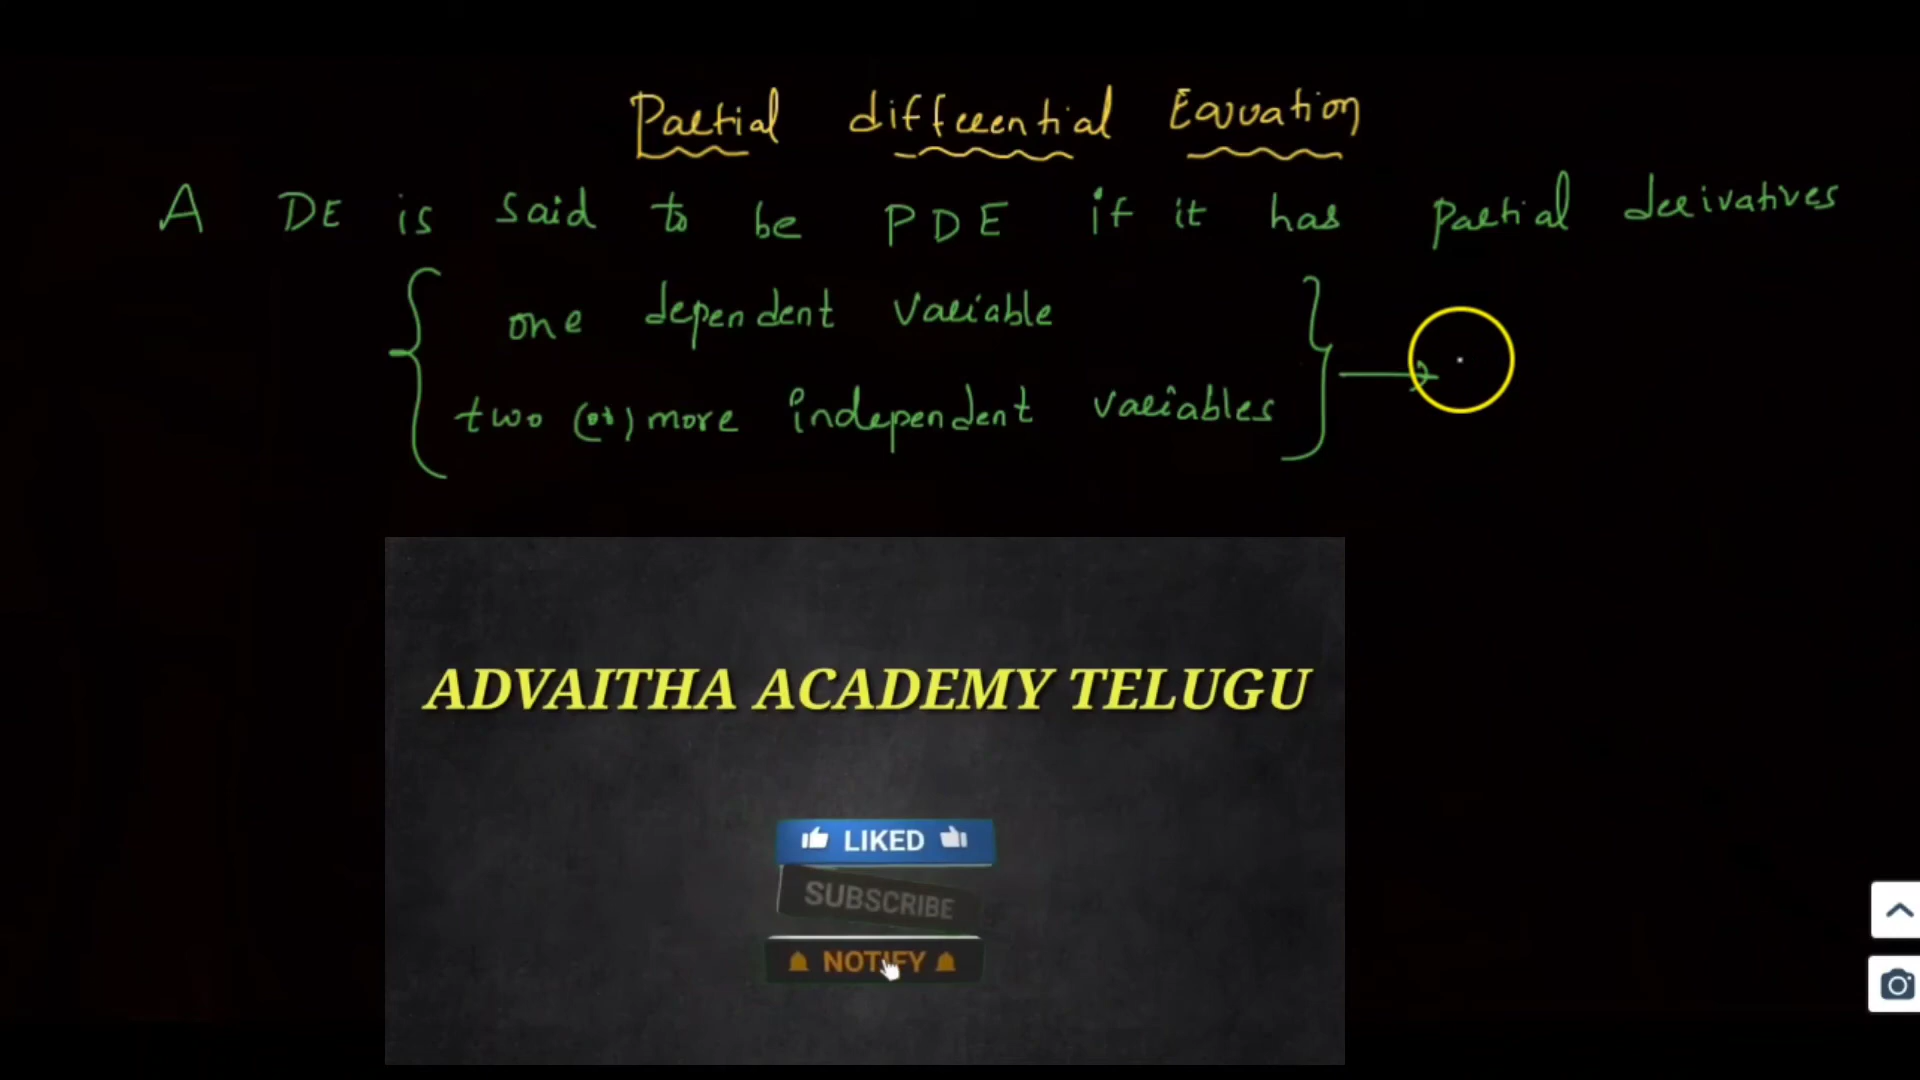 Partial differential Equation
A DE is said to be PDE if it has partial derivatives
one dependent variable
two (or) more independent variables
ADVAITHA ACADEMY TELUGU
LIKED
SUBSCRIBE
NOTIFY